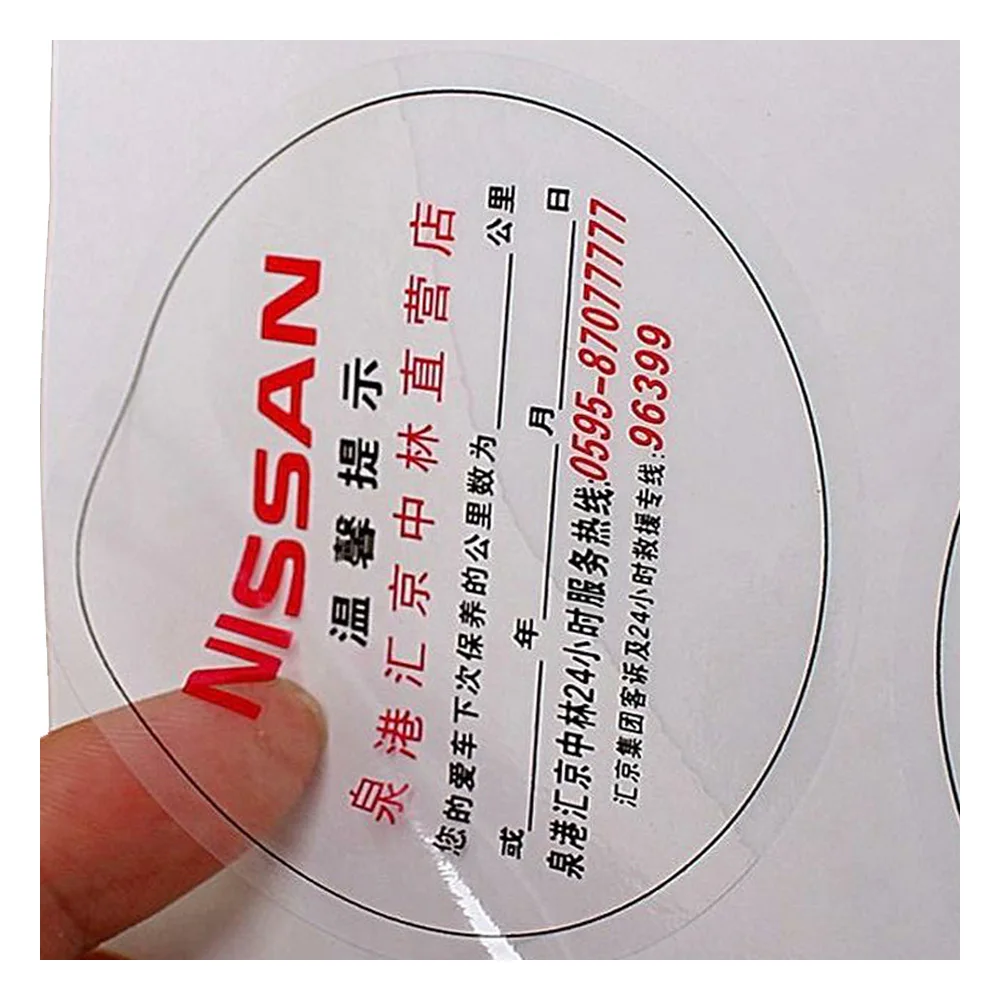 NISSAN
温馨提示
泉港汇京中林直营店
您的爱车下次保养的公里数为________公里
或________年________月________日
泉港汇京中林24小时服务热线:0595-87077777
汇京集团客诉及24小时救援专线:96399